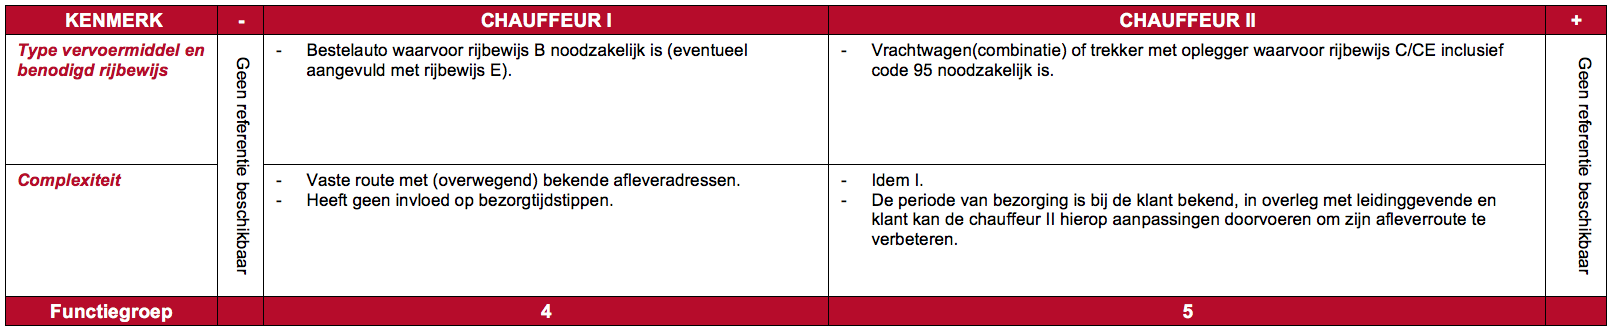 KENMERK - CHAUFFEUR I CHAUFFEUR II +
Type vervoermiddel en
benodigd rijbewijs
Geen referentie beschikbaar
- Bestelauto waarvoor rijbewijs B noodzakelijk is (eventueel
aangevuld met rijbewijs E).
- Vrachtwagen(combinatie) of trekker met oplegger waarvoor rijbewijs C/CE inclusief
code 95 noodzakelijk is.
Geen referentie beschikbaar
Complexiteit
- Vaste route met (overwegend) bekende afleveradressen.
- Heeft geen invloed op bezorgtijdstippen.
- Idem I.
- De periode van bezorging is bij de klant bekend, in overleg met leidinggevende en
klant kan de chauffeur II hierop aanpassingen doorvoeren om zijn afleverroute te
verbeteren.
Functiegroep 4 5